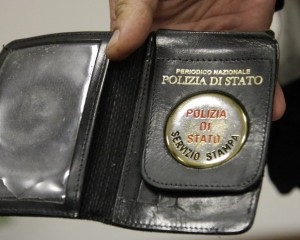 PERIODICO NAZIONALE
POLIZIA DI STATO
POLIZIA
DI
STATO
SERVIZIO STAMPA